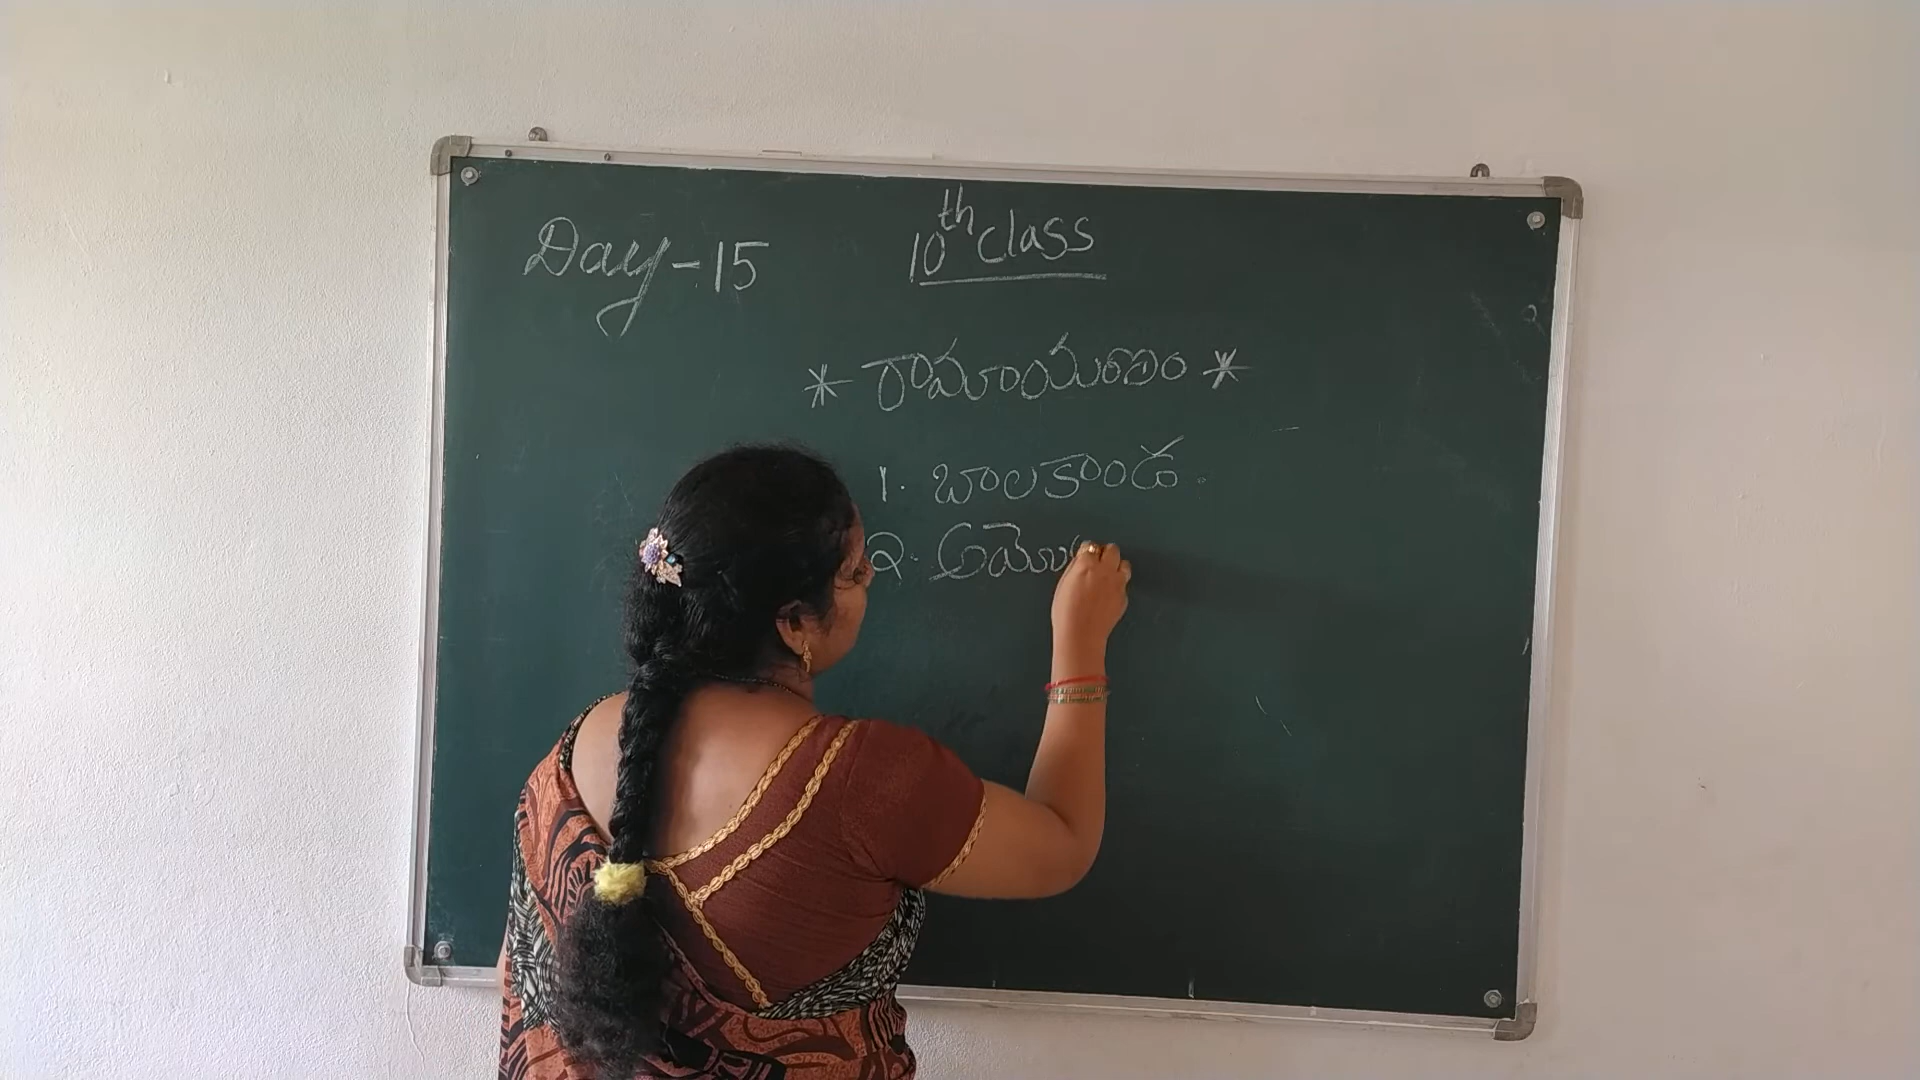 Day-15
10th class
* రామాయణం *
1. బాలకాండ.
2. అయో